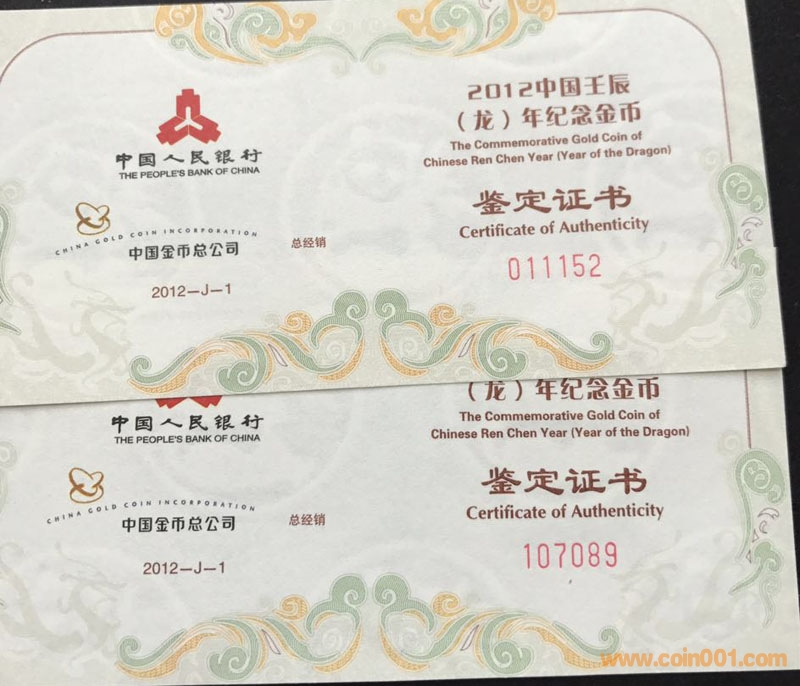 2012中国壬辰
（龙）年纪念金币
The Commemorative Gold Coin of
Chinese Ren Chen Year (Year of the Dragon)
中国人民银行
THE PEOPLE'S BANK OF CHINA
鉴定证书
Certificate of Authenticity
CHINA GOLD COIN INCORPORATION
中国金币总公司
总经销
011152
2012-J-1
（龙）年纪念金币
The Commemorative Gold Coin of
Chinese Ren Chen Year (Year of the Dragon)
中国人民银行
THE PEOPLE'S BANK OF CHINA
鉴定证书
Certificate of Authenticity
CHINA GOLD COIN INCORPORATION
中国金币总公司
总经销
107089
2012-J-1
www.coin001.com